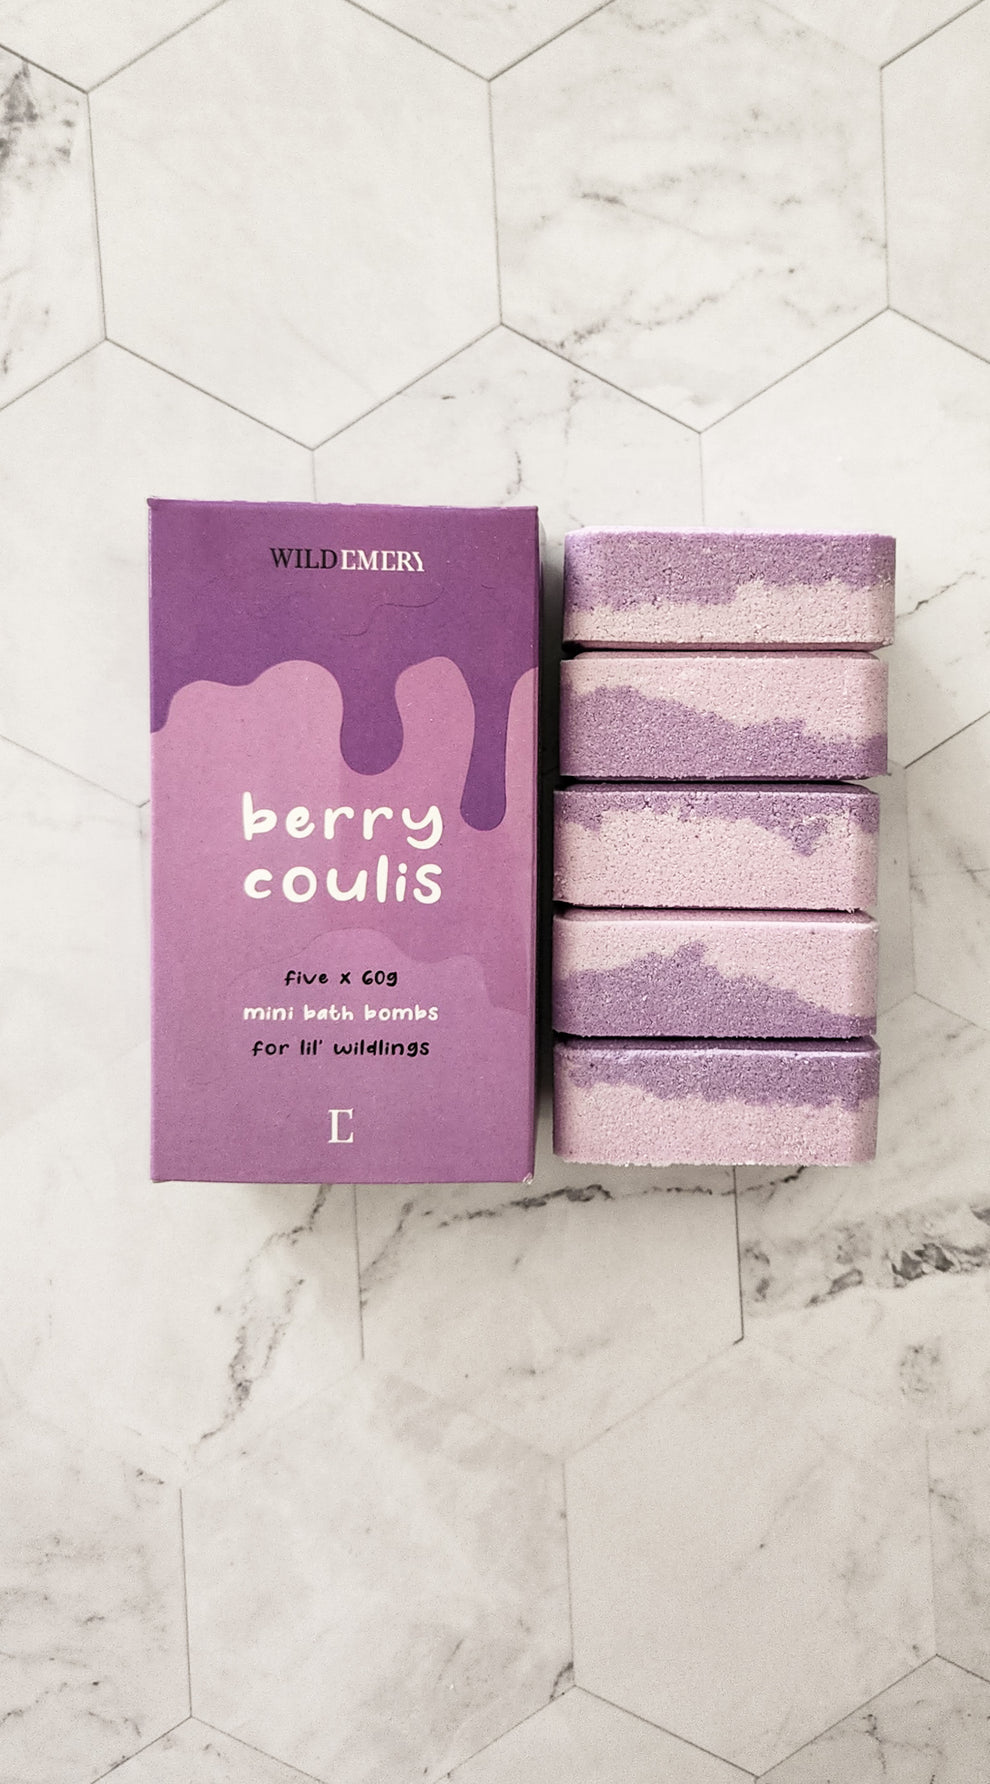 WILDEMERY
berry
coulis
five x 60g
mini bath bombs
for lil' wildlings
E